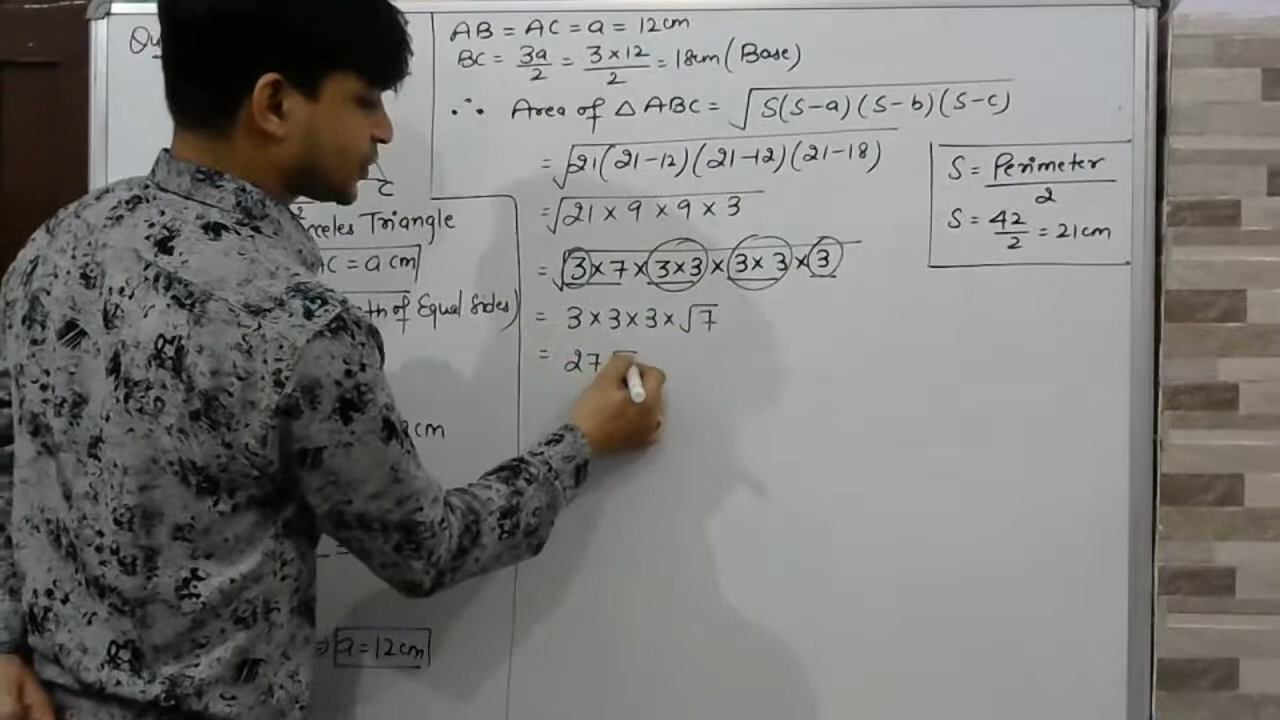 Qu
AB = AC = a = 12cm
BC = 3a/2 = 3 × 12/2 = 18cm (Base)
∴ Area of △ ABC = √S(S-a)(S-b)(S-c)
= √21(21-12)(21-12)(21-18)
= √21 × 9 × 9 × 3
= √3 × 7 × 3×3 × 3×3 × 3
= 3 × 3 × 3 × √7
= 27
S = Perimeter/2
S = 42/2 = 21cm
C
Triangle
C = a cm
of Equal Sides)
cm
⇒ a = 12cm